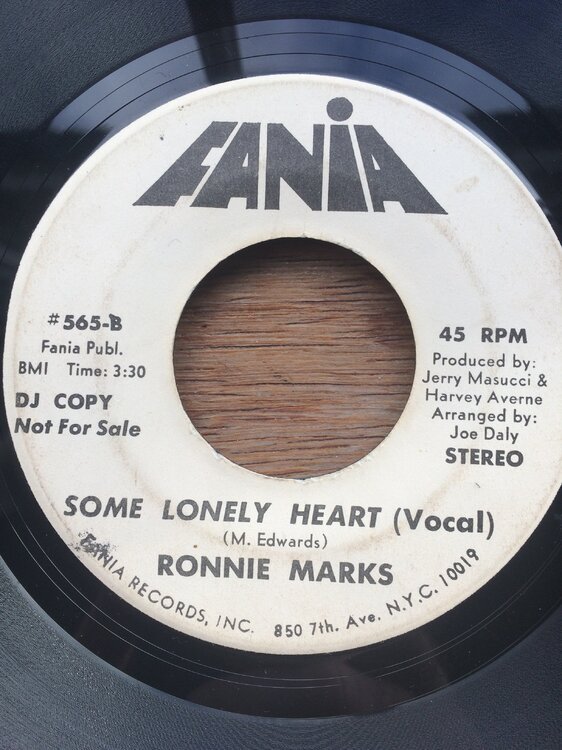 FANiA
#565-B
Fania Publ.
BMI Time: 3:30
DJ COPY
Not For Sale
45 RPM
Produced by:
Jerry Masucci &
Harvey Averne
Arranged by:
Joe Daly
STEREO
SOME LONELY HEART (Vocal)
(M. Edwards)
RONNIE MARKS
FANIA RECORDS, INC. 850 7th. Ave. N.Y.C. 10019